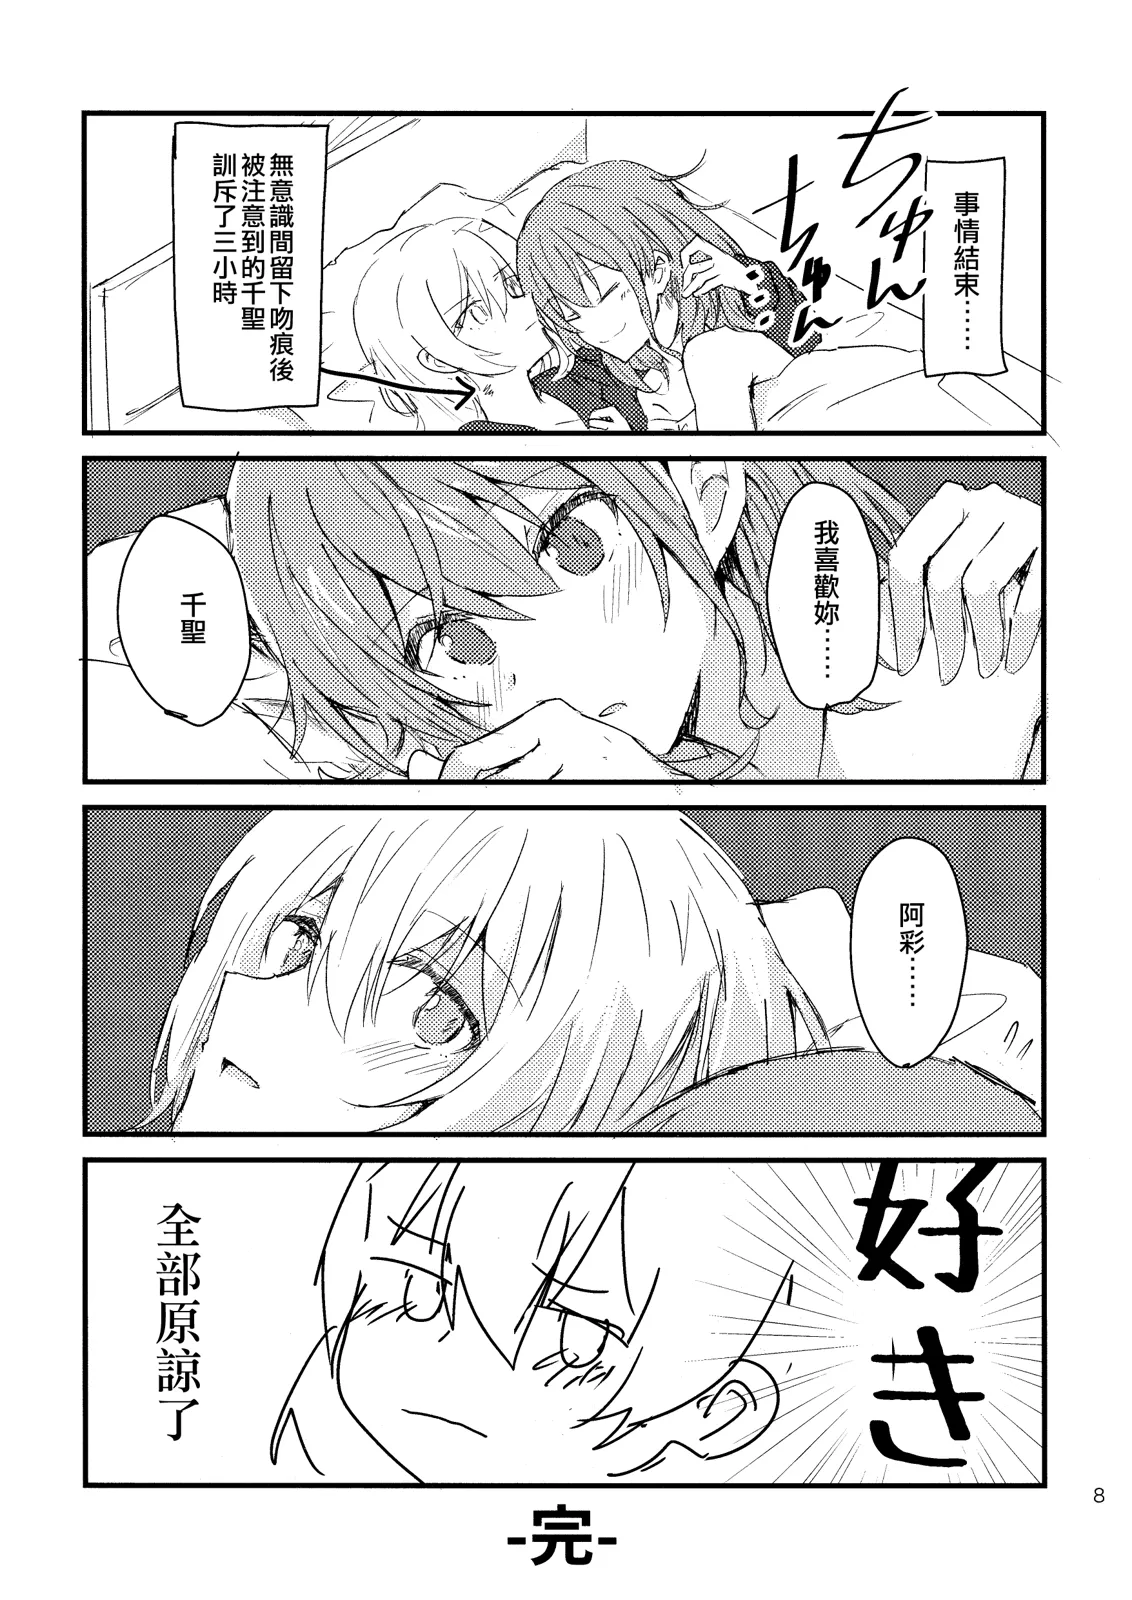 事情結束……
ちゅん
ちゅん
無意識間留下吻痕後
被注意到的千聖
訓斥了三小時
我喜歡妳……
千聖
阿彩……
好き
全部原諒了
8
-完-